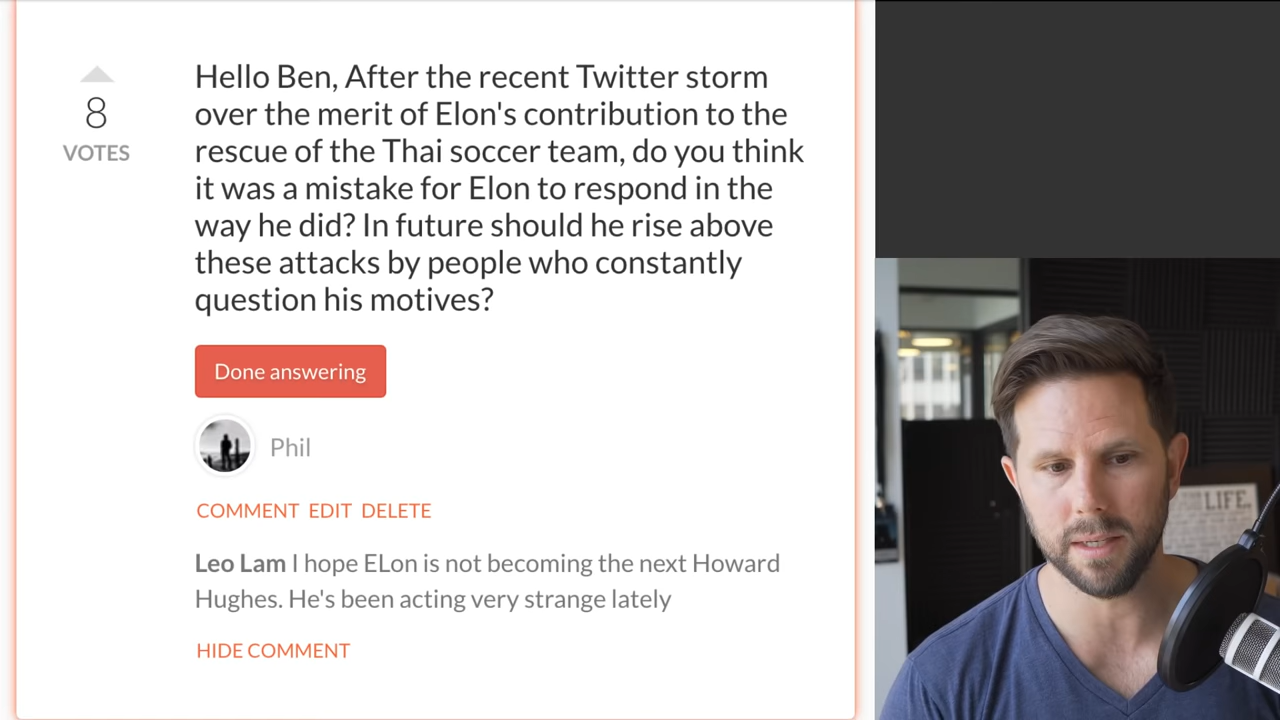 8
VOTES
Hello Ben, After the recent Twitter storm
over the merit of Elon's contribution to the
rescue of the Thai soccer team, do you think
it was a mistake for Elon to respond in the
way he did? In future should he rise above
these attacks by people who constantly
question his motives?
Done answering
Phil
COMMENT EDIT DELETE
Leo Lam I hope ELon is not becoming the next Howard
Hughes. He's been acting very strange lately
HIDE COMMENT
LIFE